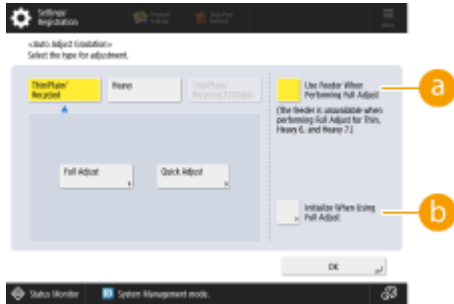 Settings/
Registration
<Auto Adjust Gradation>
Select the type for adjustment.
Thin/Plain/
Recycled
Heavy
Thin/Plain/
Use Feeder When
Performing Full Adjust
(The feeder is unavailable when
performing Full Adjust for Thin,
Heavy 6, and Heavy 7.)
a
Full Adjust
Quick Adjust
Initialize When Using
Full Adjust
b
OK
Status Monitor
System Management mode.